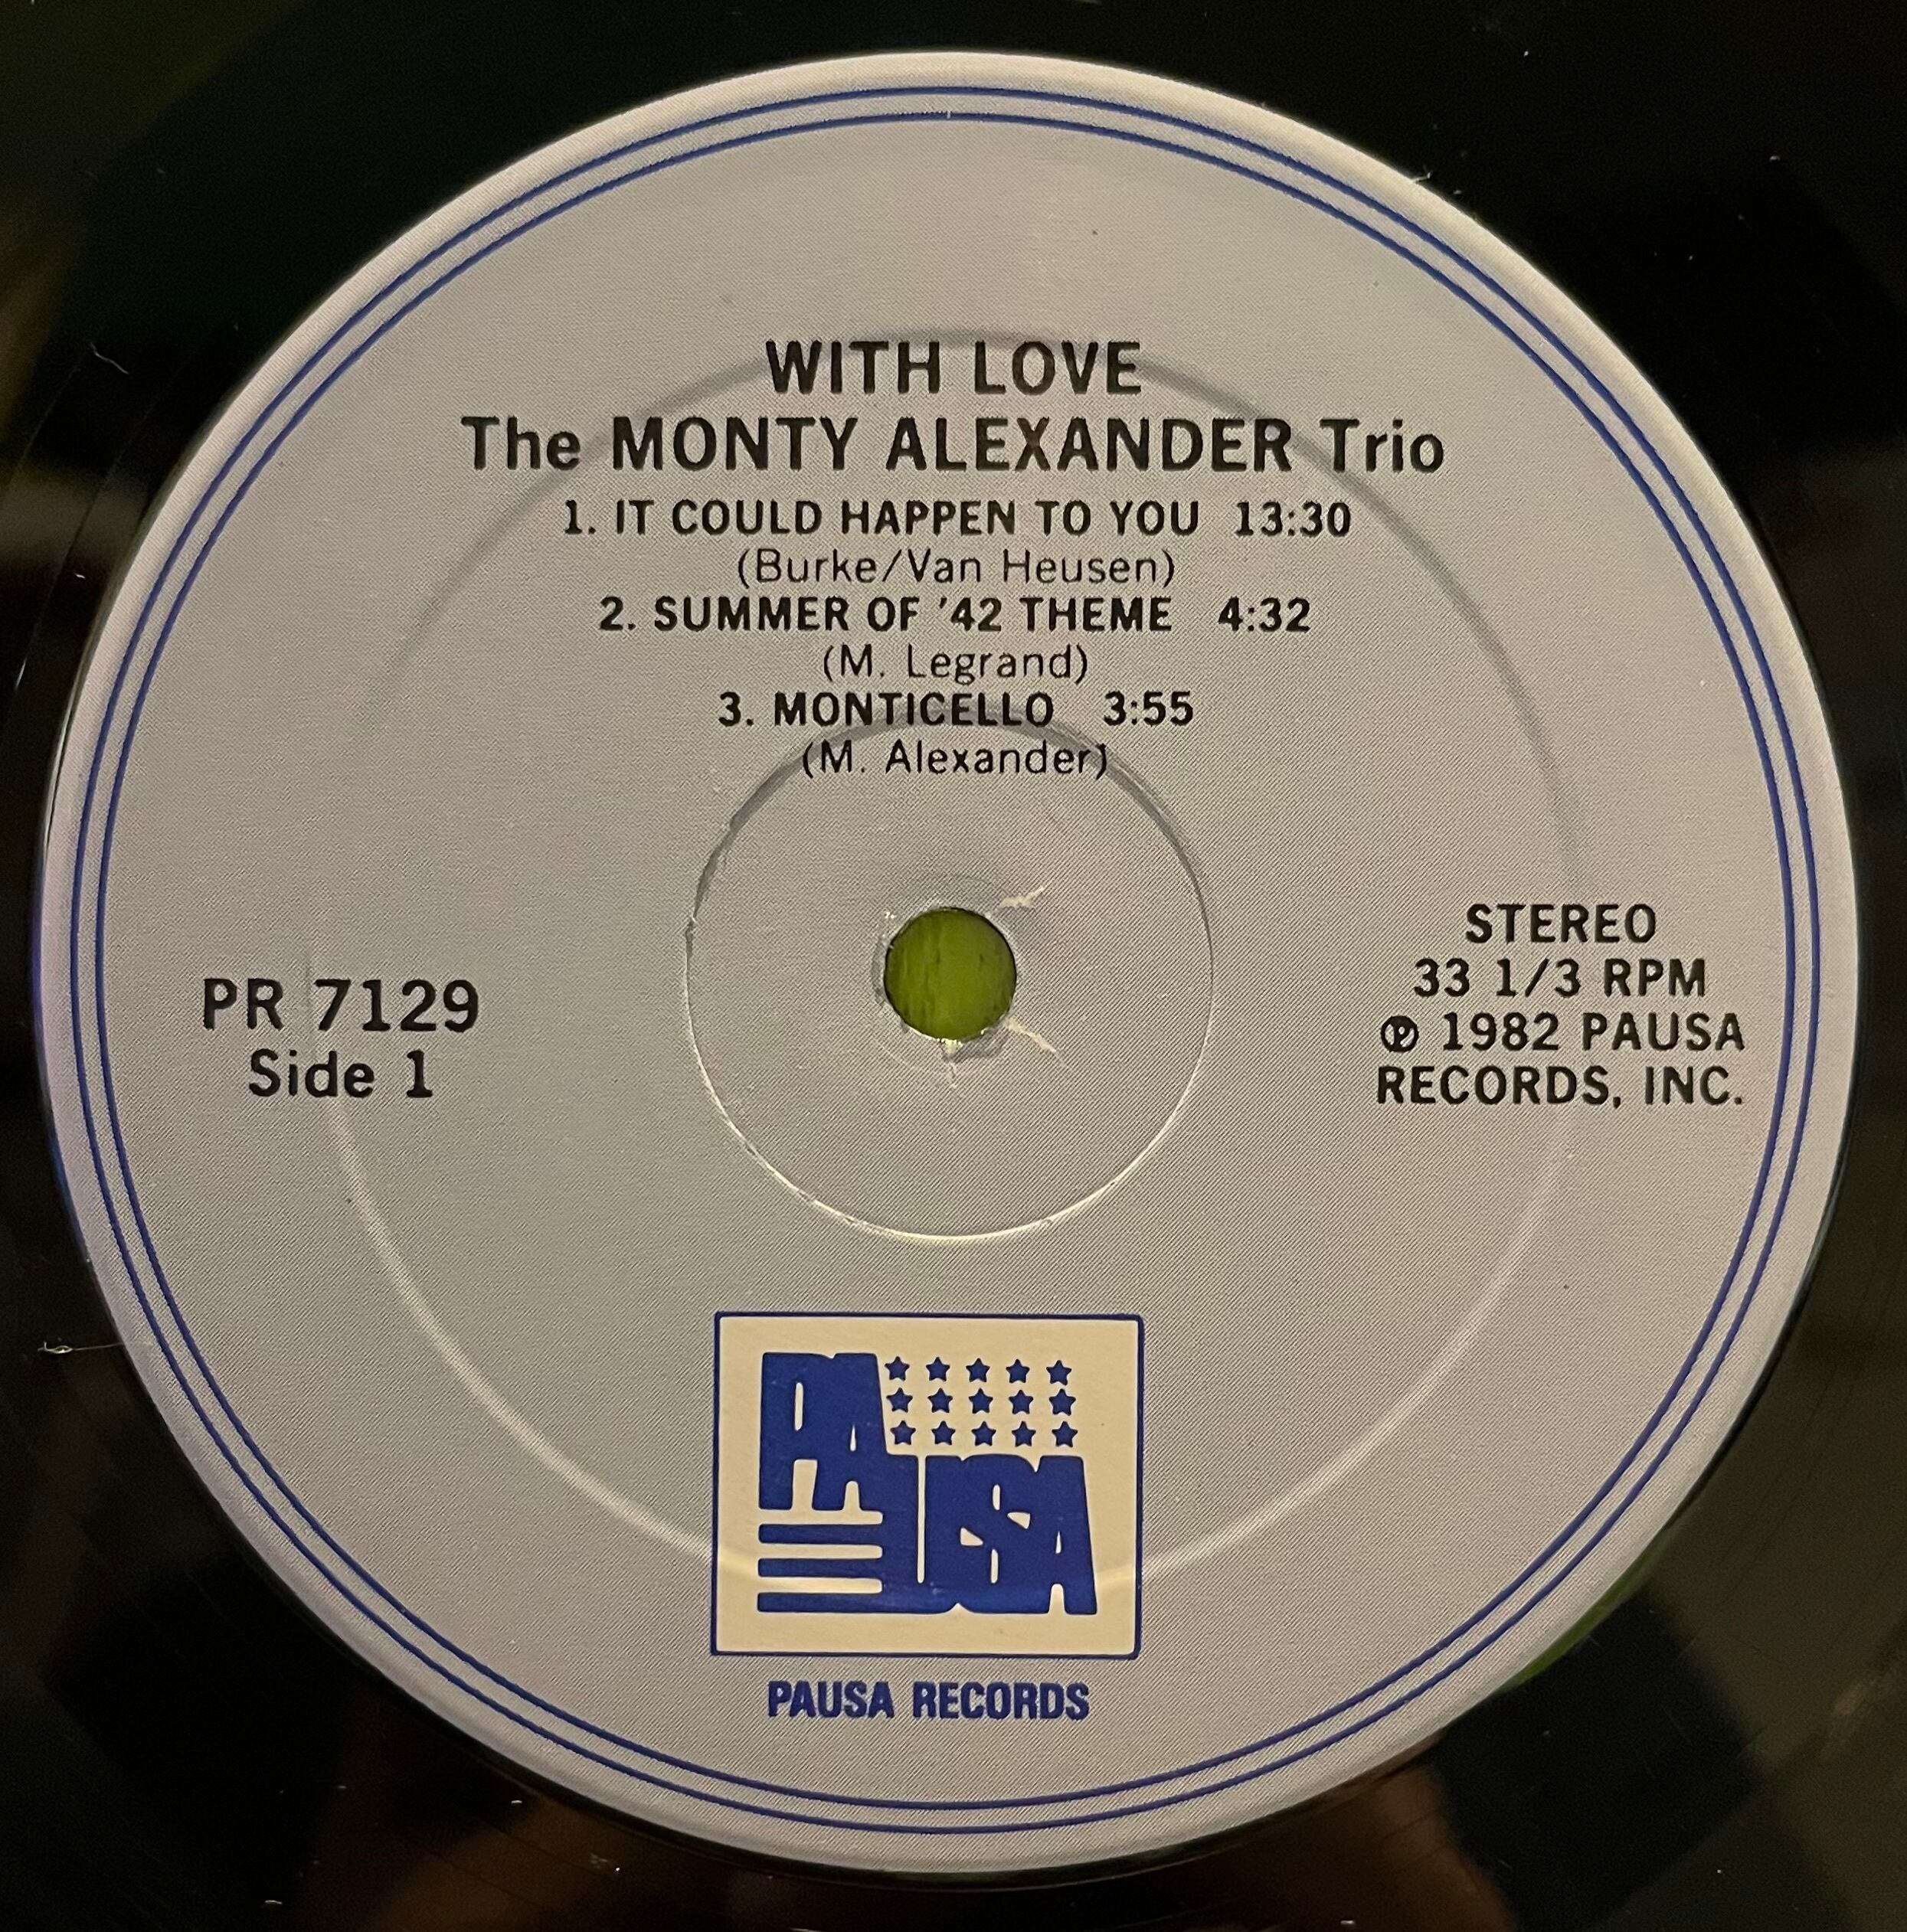 WITH LOVE
The MONTY ALEXANDER Trio
1. IT COULD HAPPEN TO YOU 13:30
(Burke/Van Heusen)
2. SUMMER OF '42 THEME 4:32
(M. Legrand)
3. MONTICELLO 3:55
(M. Alexander)
PR 7129
Side 1
STEREO
33 1/3 RPM
℗ 1982 PAUSA
RECORDS, INC.
PAUSA
PAUSA RECORDS